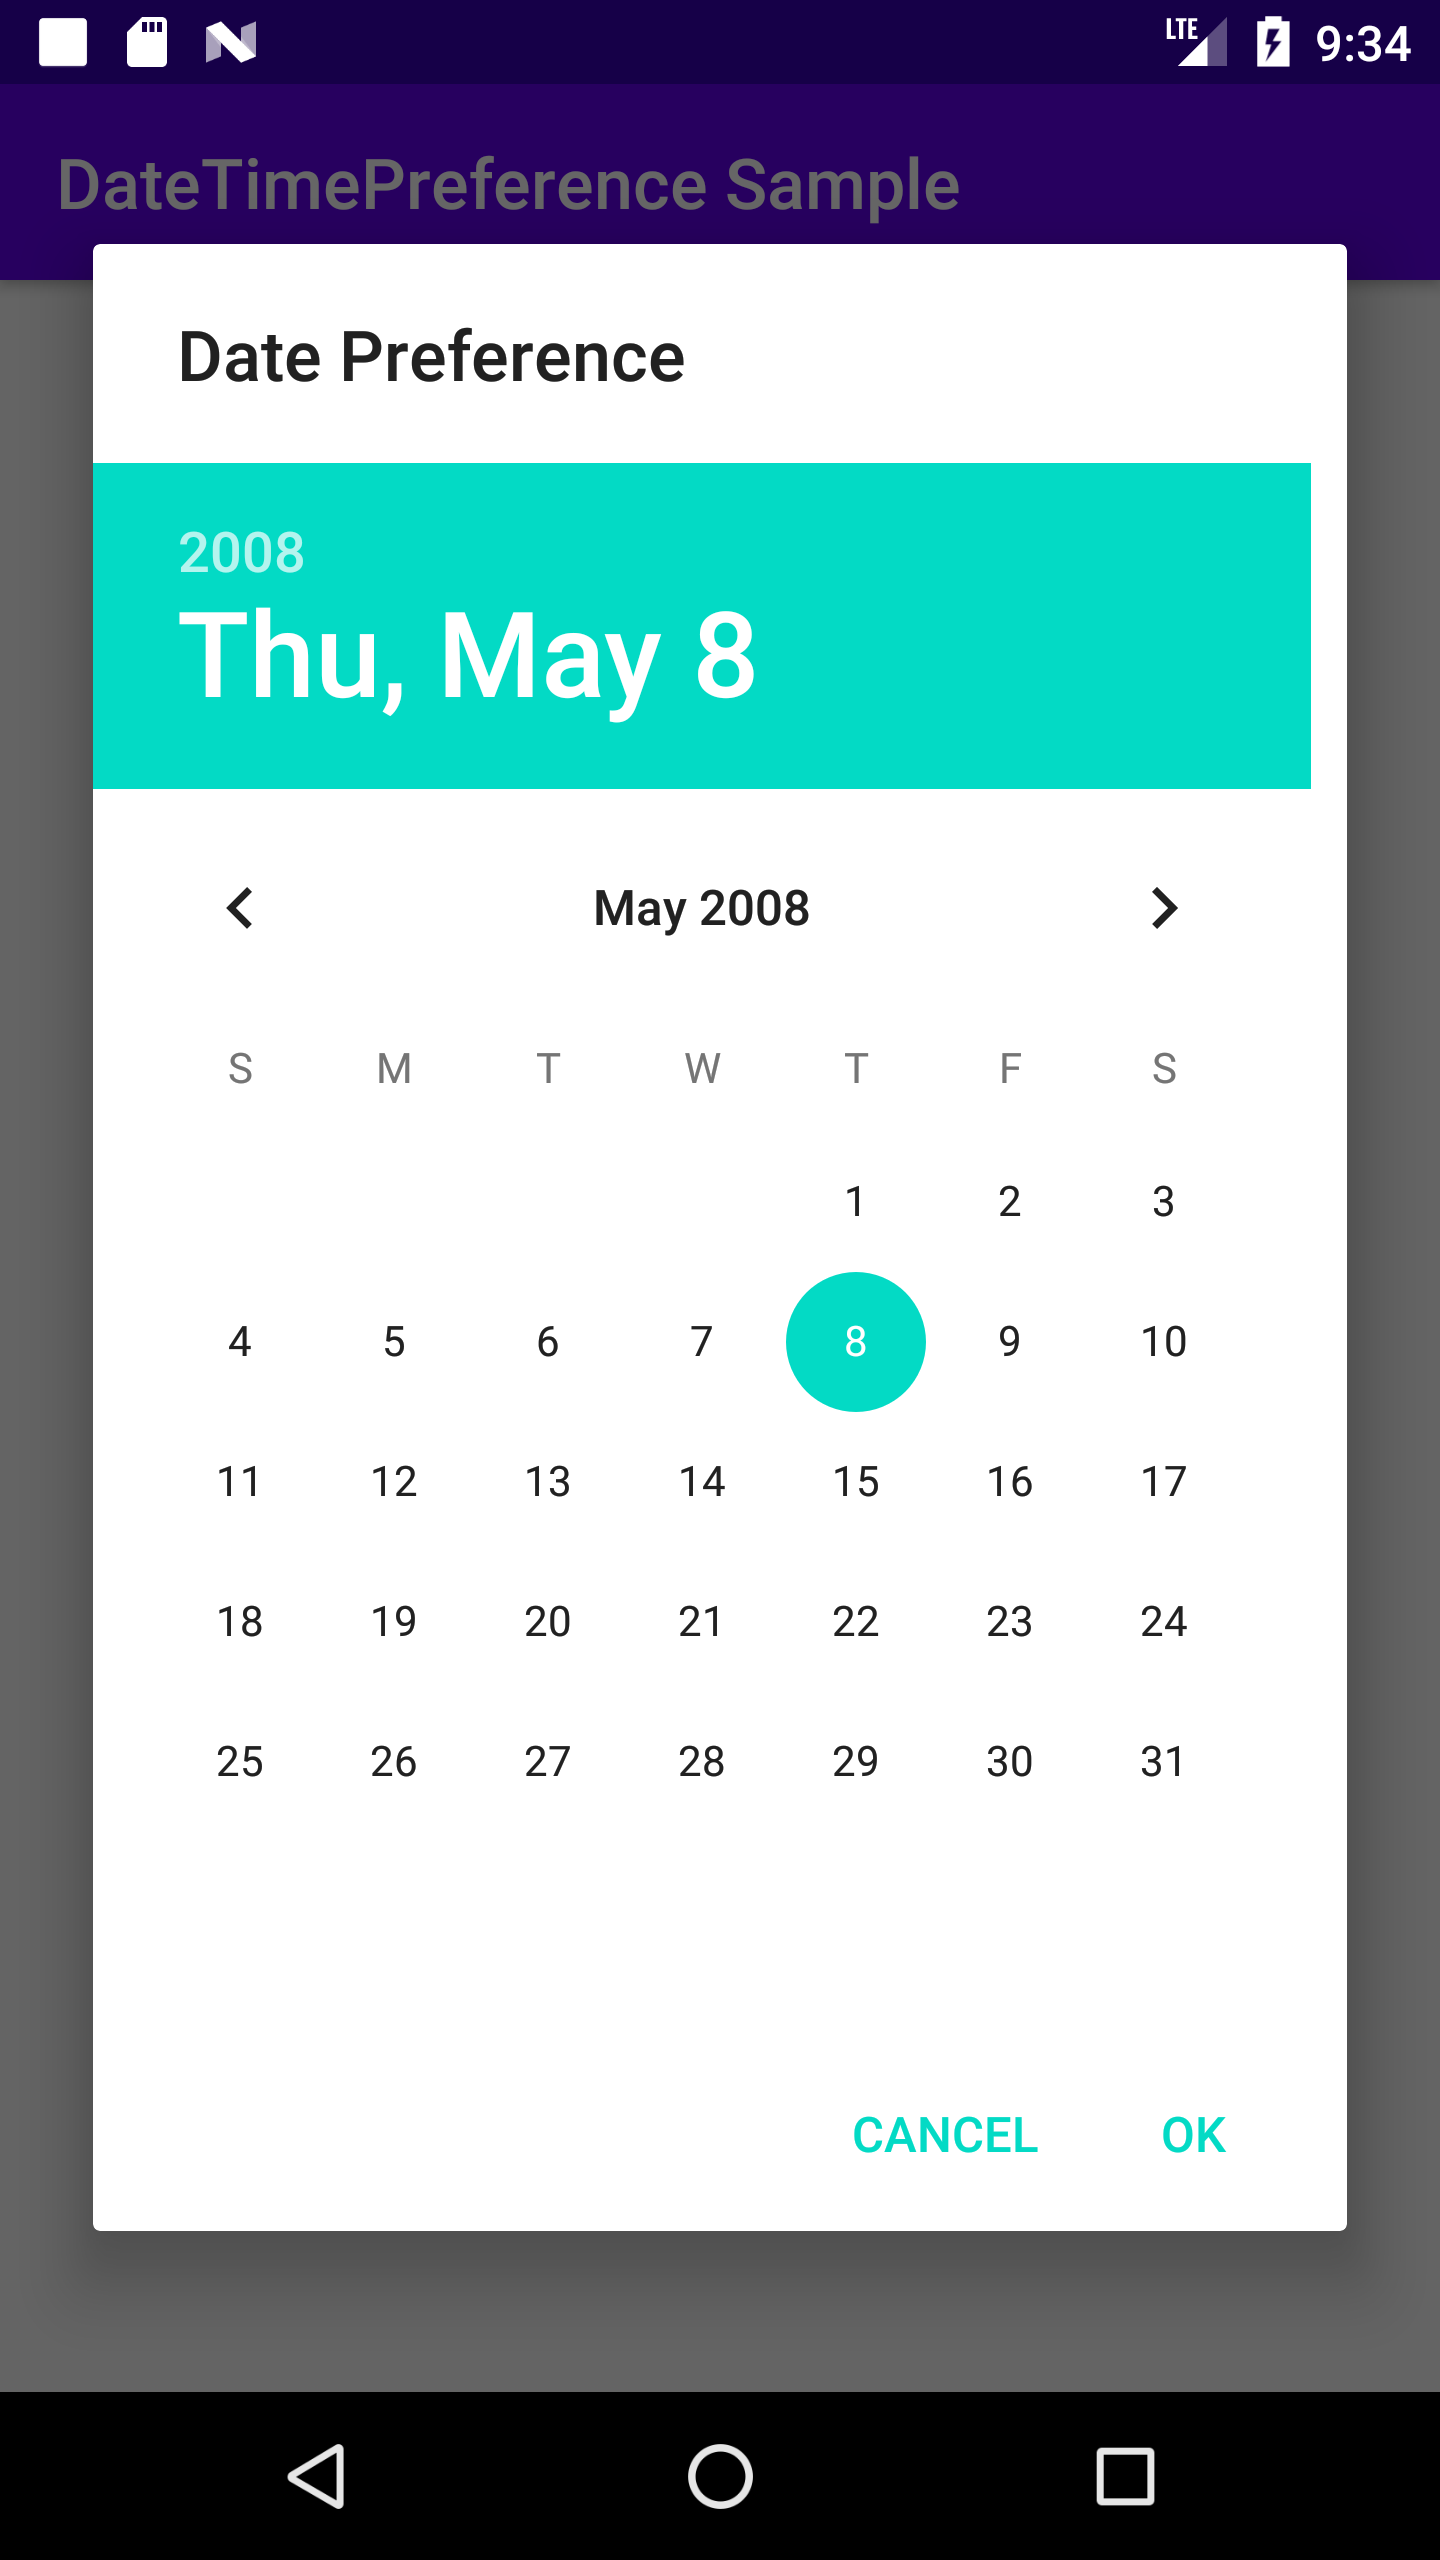 LTE 9:34
DateTimePreference Sample
Date Preference
2008
Thu, May 8
May 2008
S M T W T F S
1 2 3
4 5 6 7 8 9 10
11 12 13 14 15 16 17
18 19 20 21 22 23 24
25 26 27 28 29 30 31
CANCEL OK